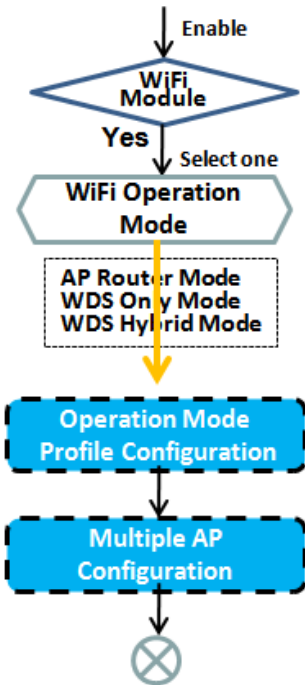 Enable
WiFi
Module
Yes
Select one
WiFi Operation
Mode
AP Router Mode
WDS Only Mode
WDS Hybrid Mode
Operation Mode
Profile Configuration
Multiple AP
Configuration